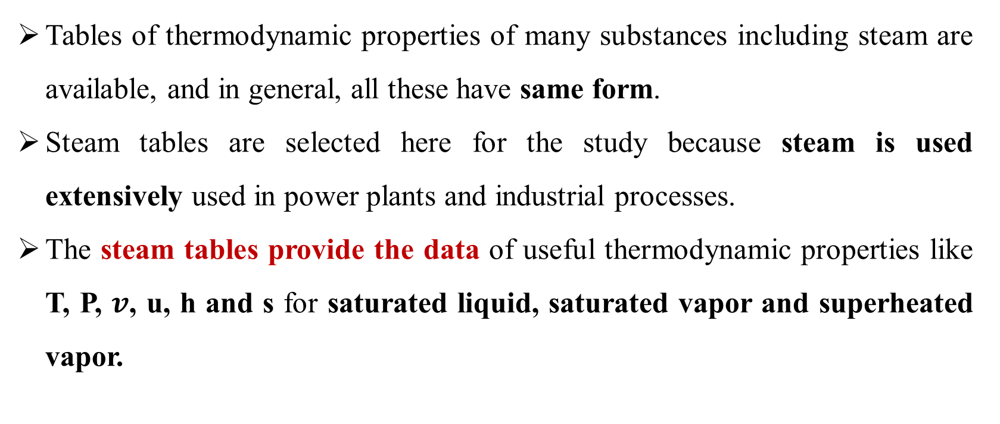 ➢ Tables of thermodynamic properties of many substances including steam are
available, and in general, all these have same form.
➢ Steam tables are selected here for the study because steam is used
extensively used in power plants and industrial processes.
➢ The steam tables provide the data of useful thermodynamic properties like
T, P, 𝒗, u, h and s for saturated liquid, saturated vapor and superheated
vapor.